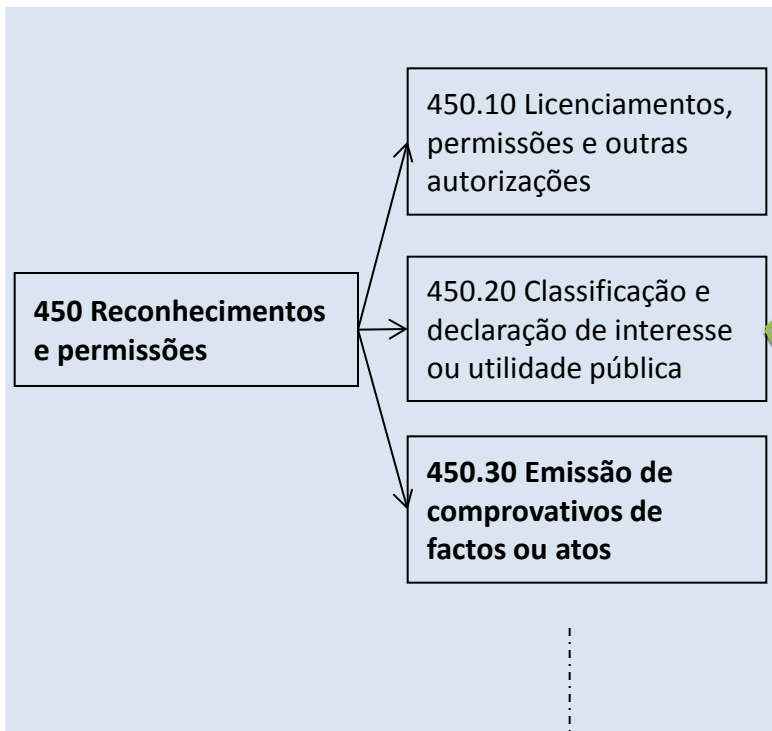 450.10 Licenciamentos,
permissões e outras
autorizações
450 Reconhecimentos
e permissões
450.20 Classificação e
declaração de interesse
ou utilidade pública
450.30 Emissão de
comprovativos de
factos ou atos